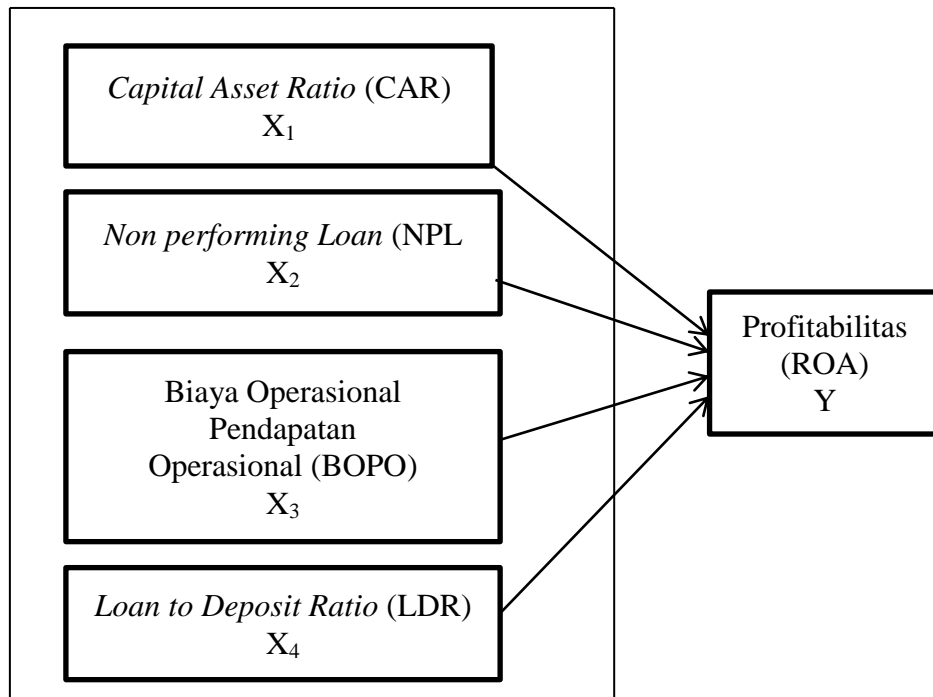 Capital Asset Ratio (CAR)
X₁
Non performing Loan (NPL
X₂
Biaya Operasional
Pendapatan
Operasional (BOPO)
X₃
Loan to Deposit Ratio (LDR)
X₄
Profitabilitas
(ROA)
Y